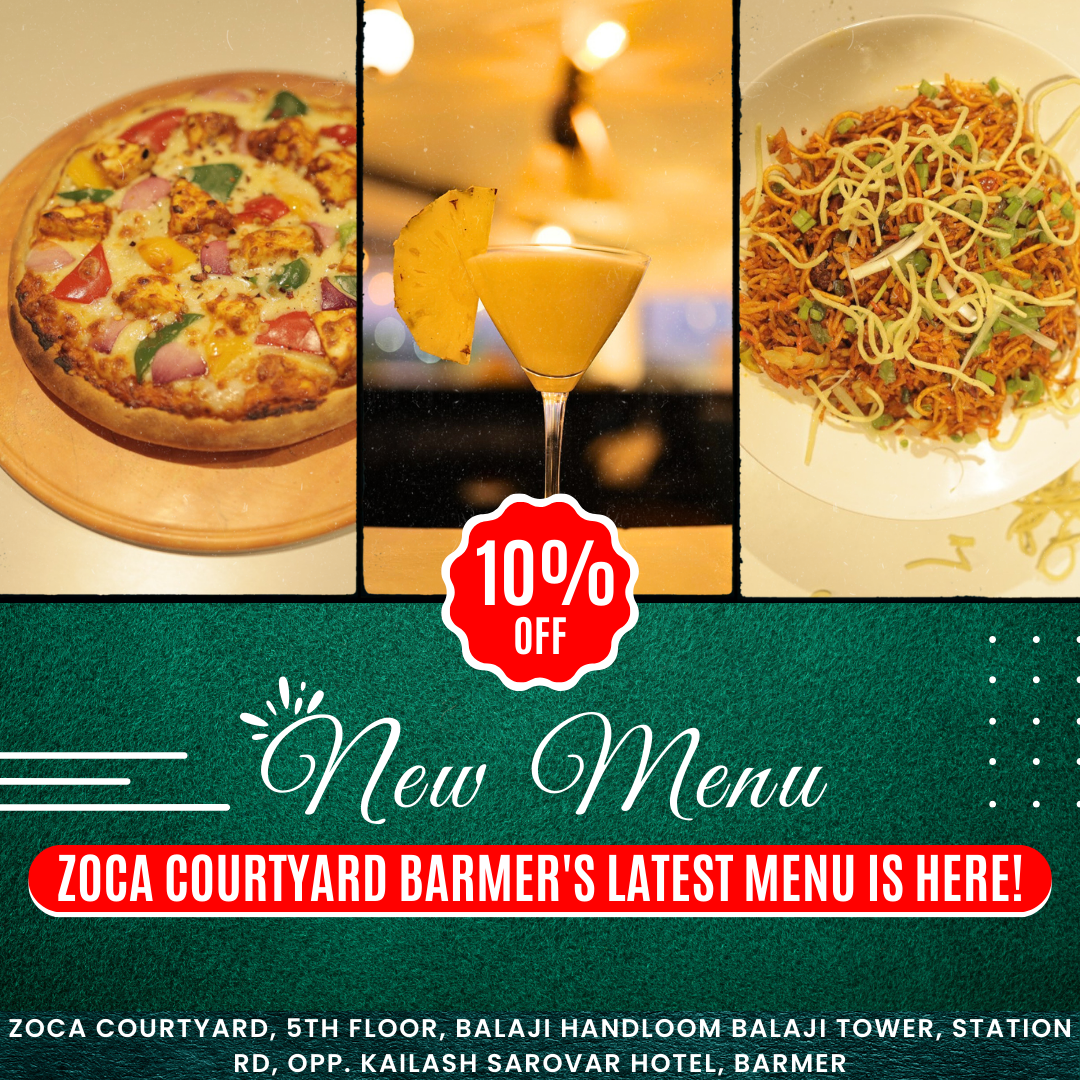 10%
OFF
New Menu
ZOCA COURTYARD BARMER'S LATEST MENU IS HERE!
ZOCA COURTYARD, 5TH FLOOR, BALAJI HANDLOOM BALAJI TOWER, STATION
RD, OPP. KAILASH SAROVAR HOTEL, BARMER